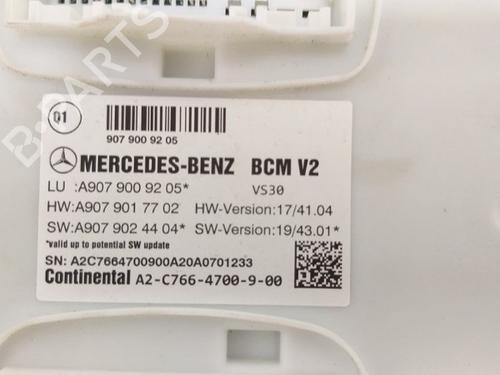 01
907 900 92 05
MERCEDES-BENZ BCM V2
LU :A907 900 92 05* VS30
HW:A907 901 77 02 HW-Version:17/41.04
SW:A907 902 44 04* SW-Version:19/43.01*
*valid up to potential SW update
SN: A2C7664700900A20A0701233
Continental A2-C766-4700-9-00
B-PARTS